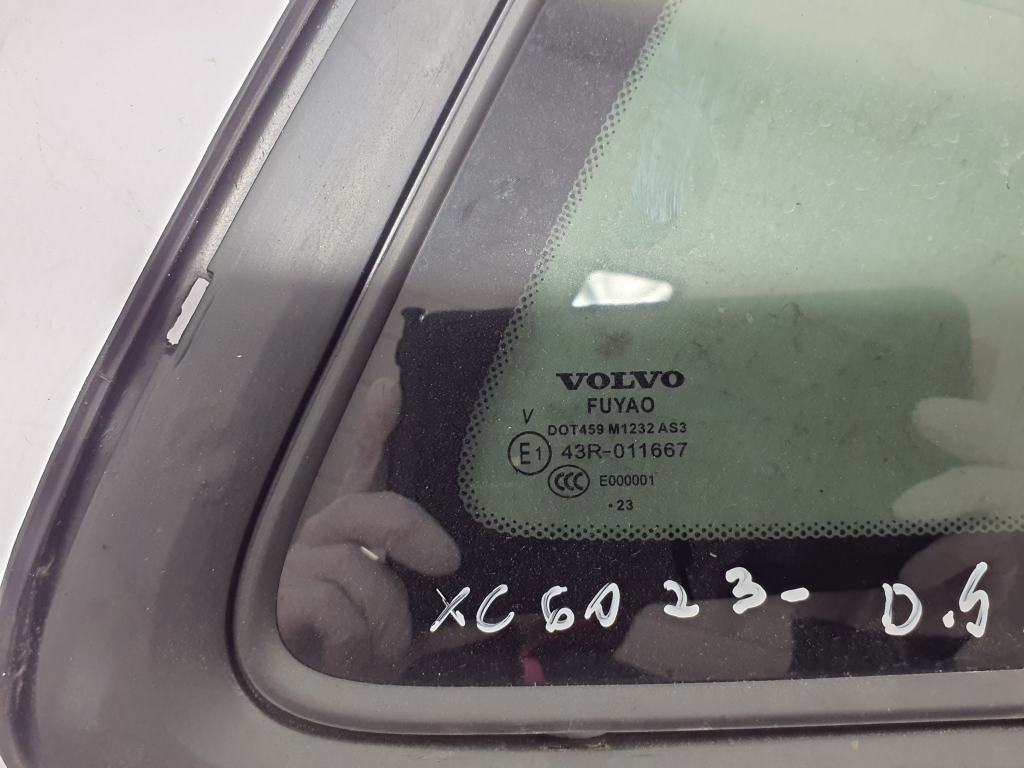 VOLVO
FUYAO
V
DOT459 M1232 AS3
E1 43R-011667
CCC E000001
·23
XC60 23- D.S